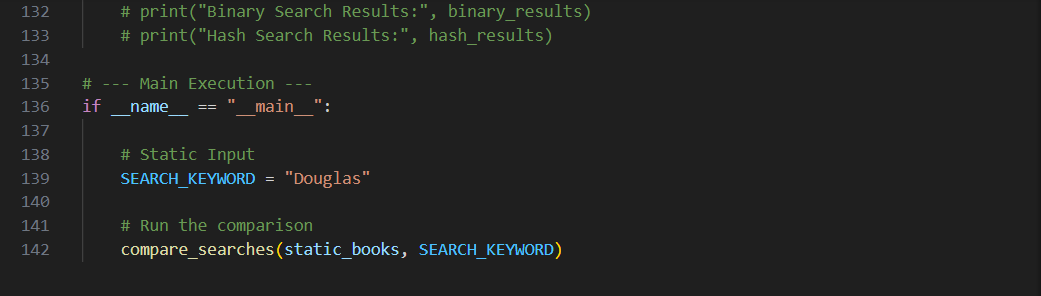 132 # print("Binary Search Results:", binary_results)
133 # print("Hash Search Results:", hash_results)
134
135 # --- Main Execution ---
136 if __name__ == "__main__":
137
138 # Static Input
139 SEARCH_KEYWORD = "Douglas"
140
141 # Run the comparison
142 compare_searches(static_books, SEARCH_KEYWORD)